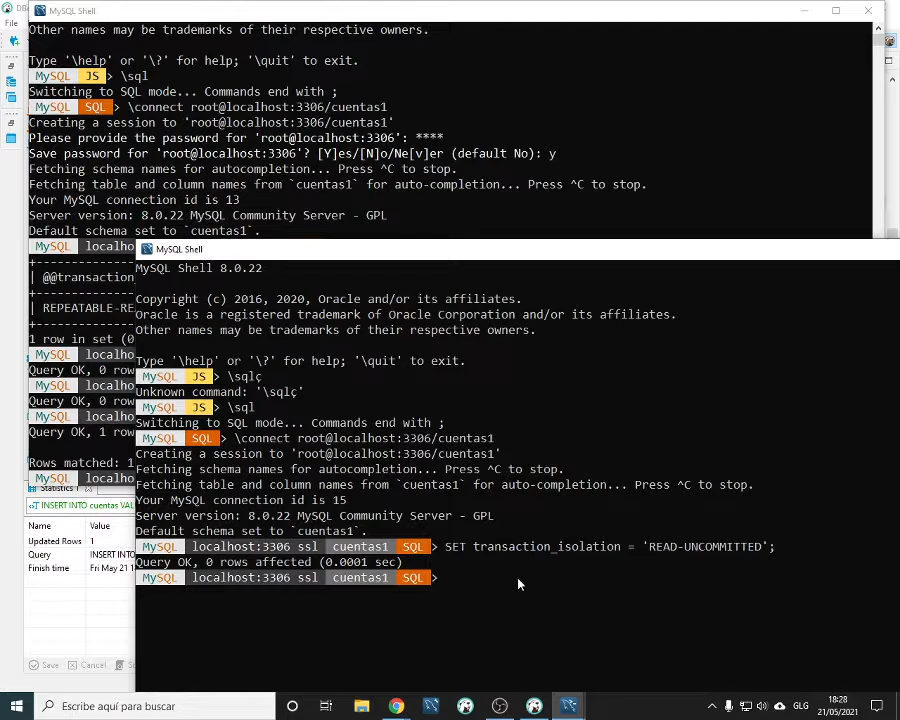 MySQL Shell
DB
File
Other names may be trademarks of their respective owners.
Type '\help' or '\?' for help; '\quit' to exit.
MySQL JS > \sql
Switching to SQL mode... Commands end with ;
MySQL SQL > \connect root@localhost:3306/cuentas1
Creating a session to 'root@localhost:3306/cuentas1'
Please provide the password for 'root@localhost:3306': ****
Save password for 'root@localhost:3306'? [Y]es/[N]o/Ne[v]er (default No): y
Fetching schema names for autocompletion... Press ^C to stop.
Fetching table and column names from `cuentas1` for auto-completion... Press ^C to stop.
Your MySQL connection id is 13
Server version: 8.0.22 MySQL Community Server - GPL
Default schema set to `cuentas1`.
MySQL localho
+--------------
| @@transaction_
+--------------
| REPEATABLE-RE
+--------------
1 row in set (0
MySQL localho
Query OK, 0 row
MySQL localho
Query OK, 0 row
MySQL localho
Query OK, 1 row
Rows matched: 1
MySQL localho
MySQL Shell
MySQL Shell 8.0.22
Copyright (c) 2016, 2020, Oracle and/or its affiliates.
Oracle is a registered trademark of Oracle Corporation and/or its affiliates.
Other names may be trademarks of their respective owners.
Type '\help' or '\?' for help; '\quit' to exit.
MySQL JS > \sqlç
Unknown command: '\sqlç'
MySQL JS > \sql
Switching to SQL mode... Commands end with ;
MySQL SQL > \connect root@localhost:3306/cuentas1
Creating a session to 'root@localhost:3306/cuentas1'
Fetching schema names for autocompletion... Press ^C to stop.
Fetching table and column names from `cuentas1` for auto-completion... Press ^C to stop.
Your MySQL connection id is 15
Server version: 8.0.22 MySQL Community Server - GPL
Default schema set to `cuentas1`.
MySQL localhost:3306 ssl cuentas1 SQL > SET transaction_isolation = 'READ-UNCOMMITTED';
Query OK, 0 rows affected (0.0001 sec)
MySQL localhost:3306 ssl cuentas1 SQL >
Statistics 1
INSERT INTO cuentas VAL
Name Value
Updated Rows 1
Query INSERT INTO
Finish time Fri May 21 1
Save Cancel Sc
Escribe aquí para buscar
GLG
18:28
21/05/2021